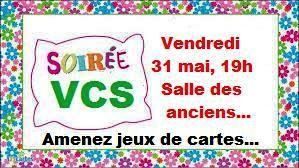 SOIRÉE
VCS
Vendredi
31 mai, 19h
Salle des
anciens...
Amenez jeux de cartes...